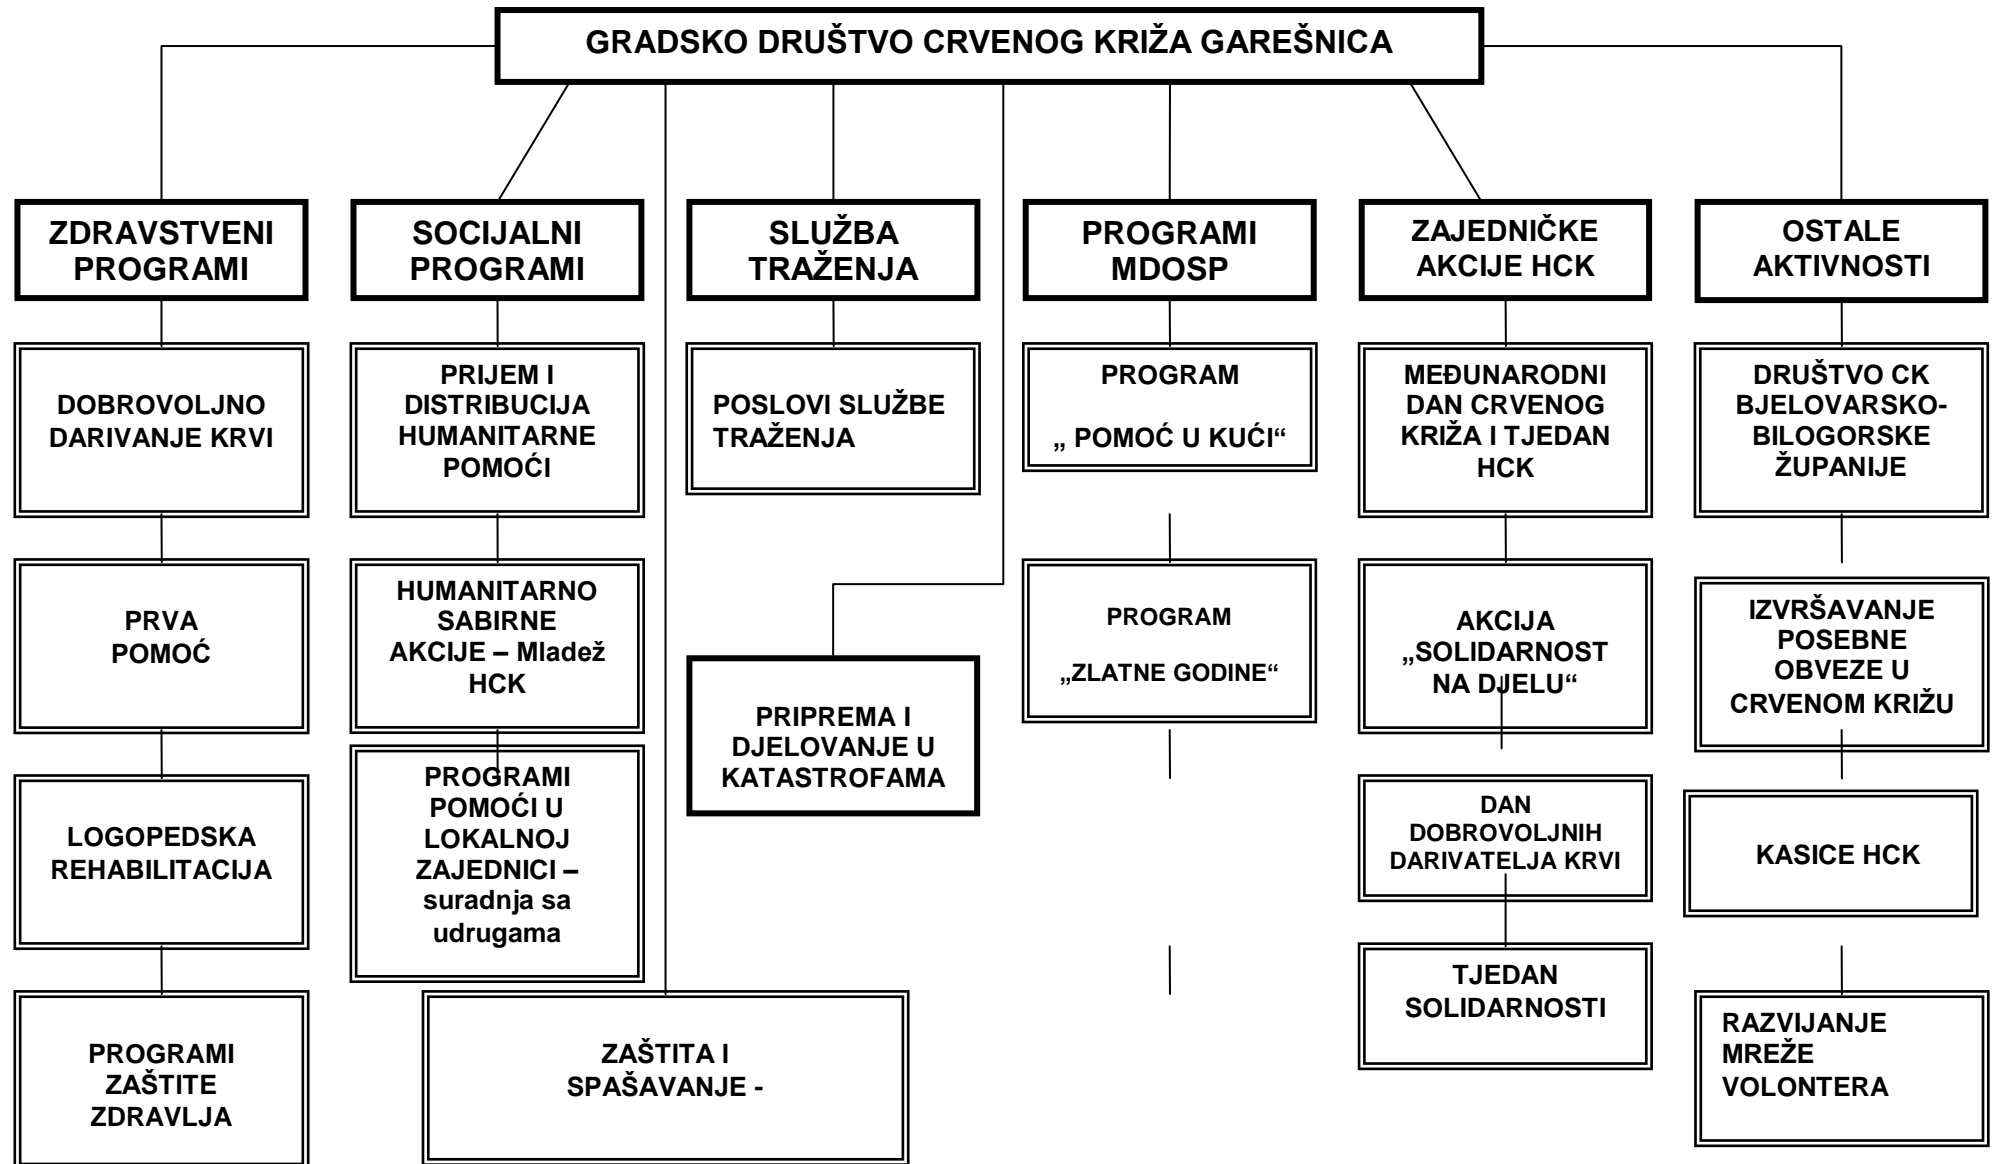 GRADSKO DRUŠTVO CRVENOG KRIŽA GAREŠNICA
ZDRAVSTVENI
PROGRAMI
SOCIJALNI
PROGRAMI
SLUŽBA
TRAŽENJA
PROGRAMI
MDOSP
ZAJEDNIČKE
AKCIJE HCK
OSTALE
AKTIVNOSTI
DOBROVOLJNO
DARIVANJE KRVI
PRIJEM I
DISTRIBUCIJA
HUMANITARNE
POMOĆI
POSLOVI SLUŽBE
TRAŽENJA
PROGRAM
„ POMOĆ U KUĆI“
MEĐUNARODNI
DAN CRVENOG
KRIŽA I TJEDAN
HCK
DRUŠTVO CK
BJELOVARSKO-
BILOGORSKE
ŽUPANIJE
PRVA
POMOĆ
HUMANITARNO
SABIRNE
AKCIJE – Mladež
HCK
PRIPREMA I
DJELOVANJE U
KATASTROFAMA
PROGRAM
„ZLATNE GODINE“
AKCIJA
„SOLIDARNOST
NA DJELU“
IZVRŠAVANJE
POSEBNE
OBVEZE U
CRVENOM KRIŽU
LOGOPEDSKA
REHABILITACIJA
PROGRAMI
POMOĆI U
LOKALNOJ
ZAJEDNICI –
suradnja sa
udrugama
DAN
DOBROVOLJNIH
DARIVATELJA KRVI
KASICE HCK
PROGRAMI
ZAŠTITE
ZDRAVLJA
ZAŠTITA I
SPAŠAVANJE -
TJEDAN
SOLIDARNOSTI
RAZVIJANJE
MREŽE
VOLONTERA